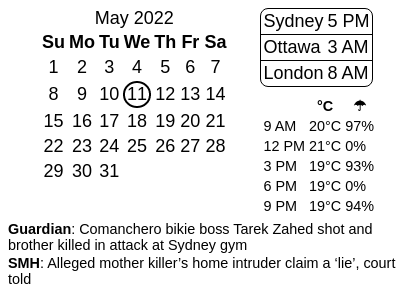 May 2022
Su Mo Tu We Th Fr Sa
1 2 3 4 5 6 7
8 9 10 11 12 13 14
15 16 17 18 19 20 21
22 23 24 25 26 27 28
29 30 31
Sydney 5 PM
Ottawa 3 AM
London 8 AM
°C ☂
9 AM 20°C 97%
12 PM 21°C 0%
3 PM 19°C 93%
6 PM 19°C 0%
9 PM 19°C 94%
Guardian: Comanchero bikie boss Tarek Zahed shot and
brother killed in attack at Sydney gym
SMH: Alleged mother killer’s home intruder claim a ‘lie’, court
told